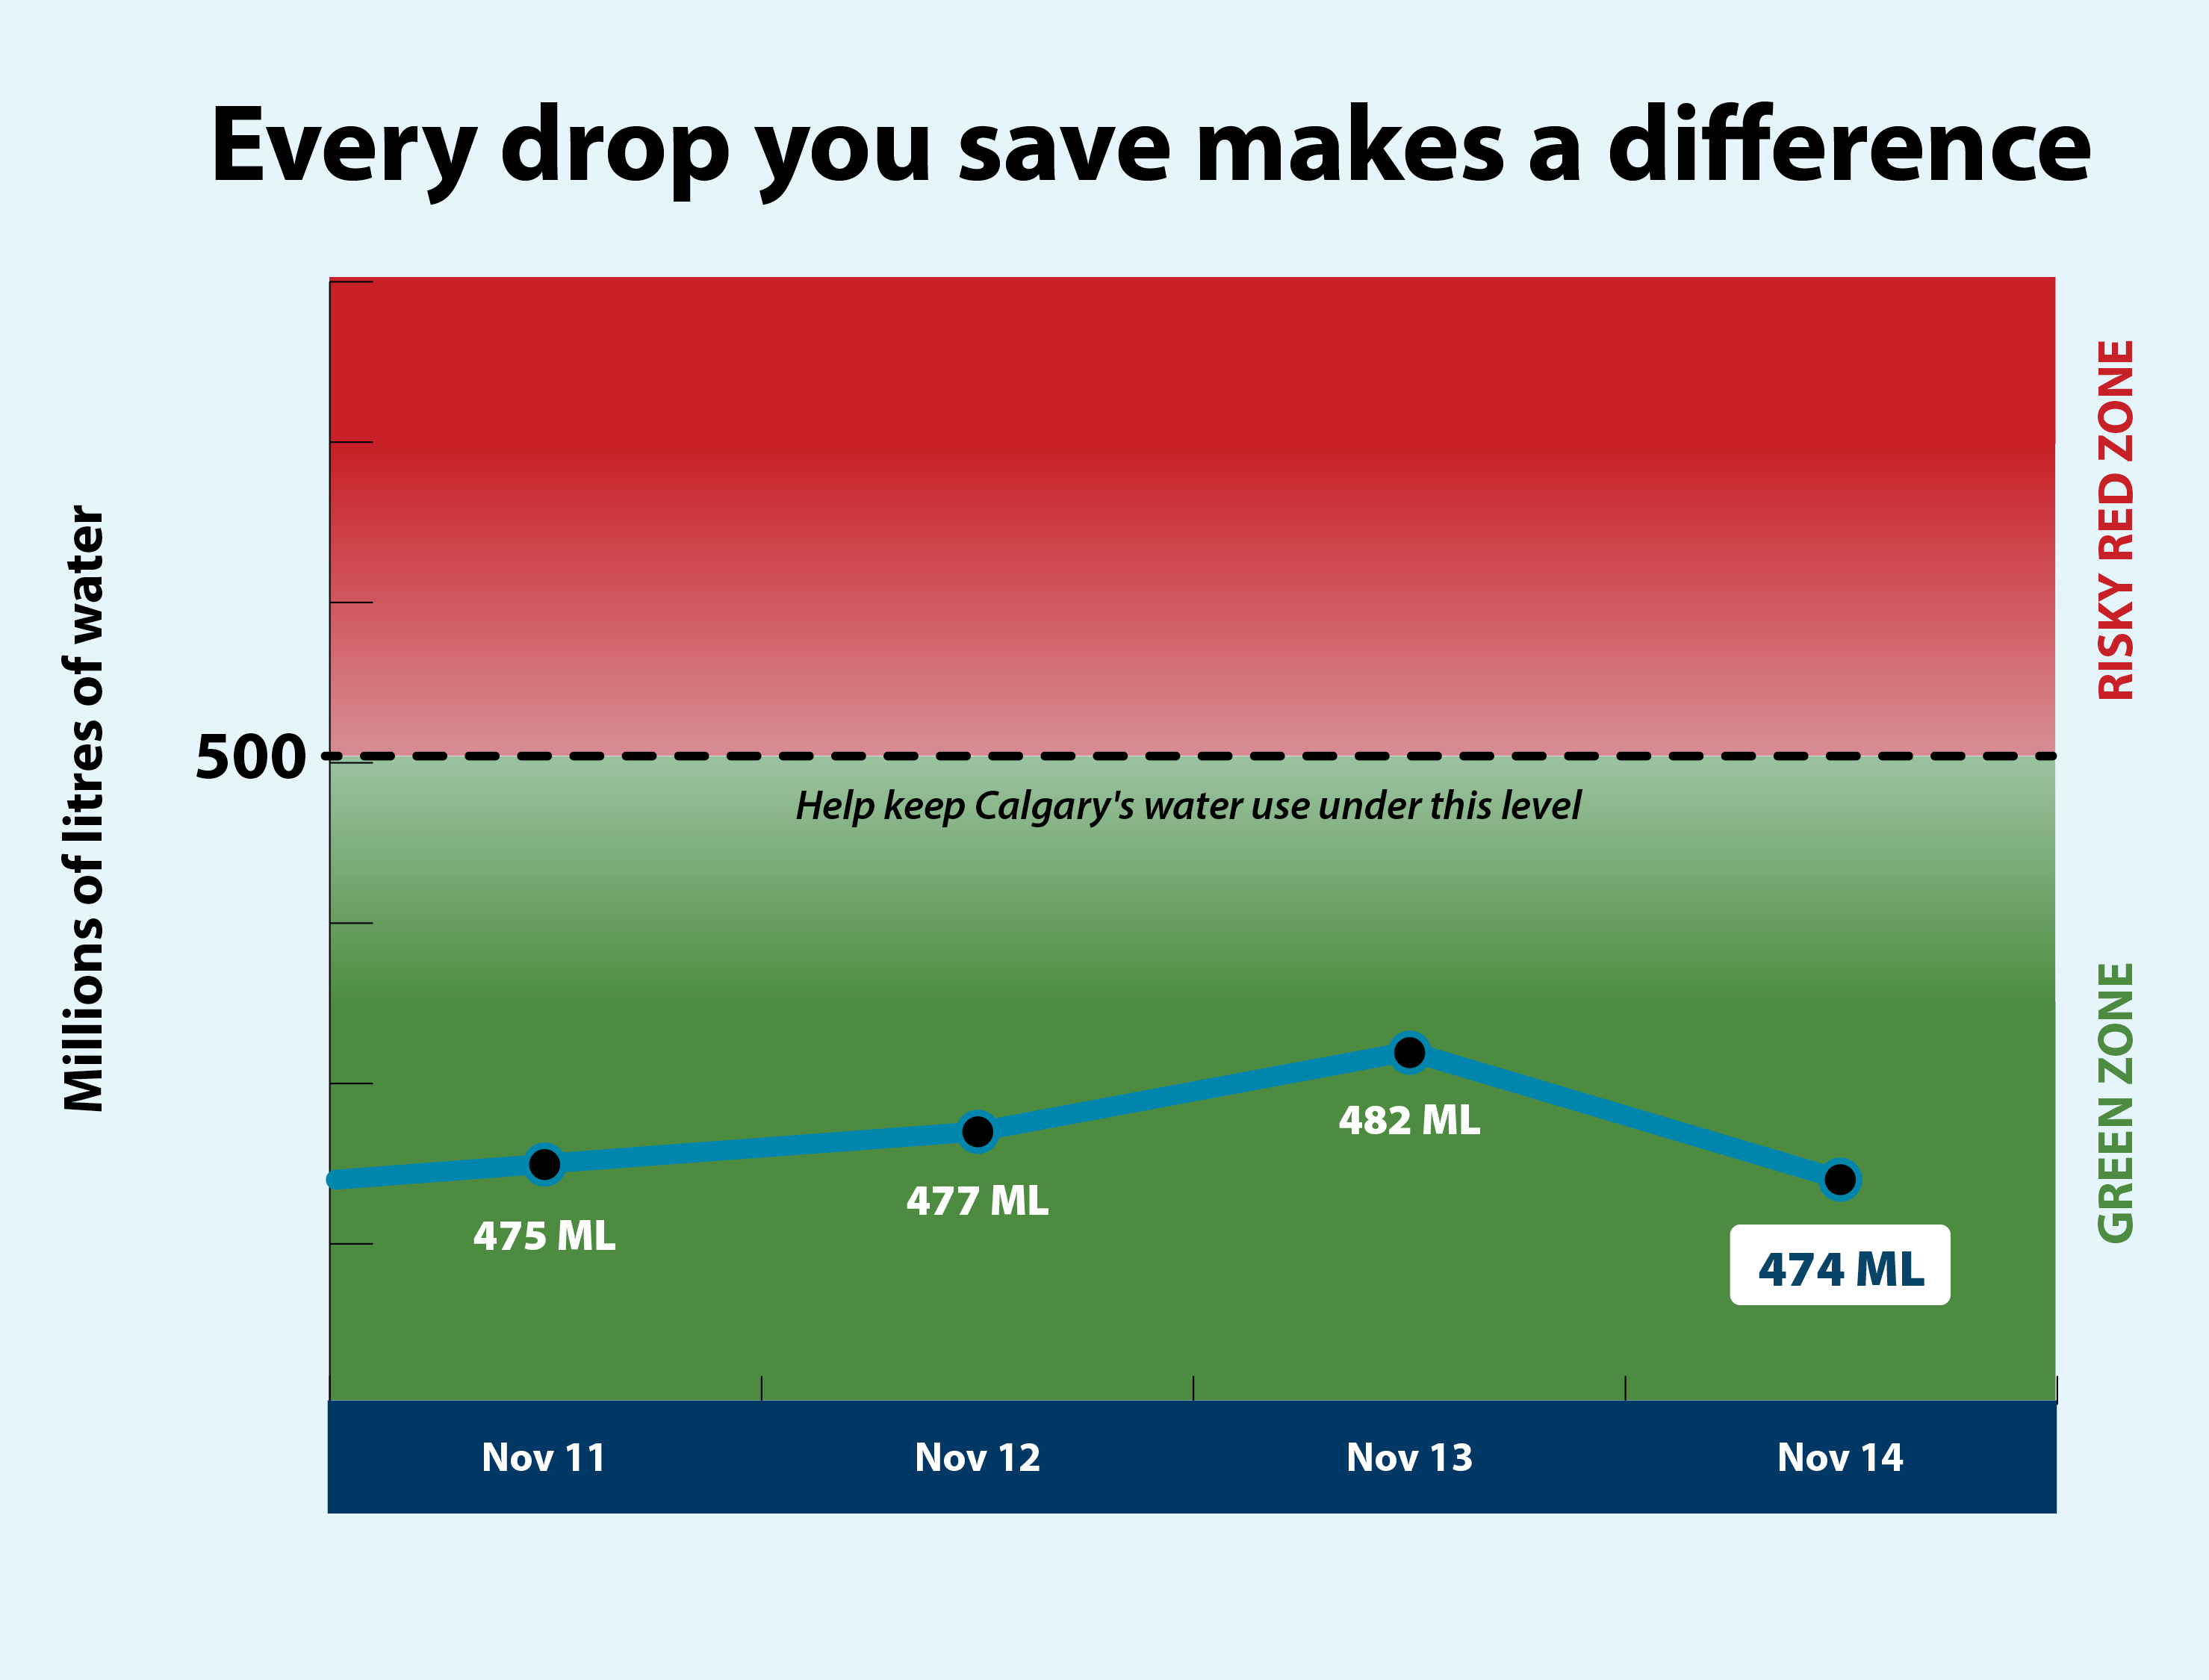 Every drop you save makes a difference
Millions of litres of water
RISKY RED ZONE
500
Help keep Calgary's water use under this level
GREEN ZONE
482 ML
477 ML
475 ML
474 ML
Nov 11
Nov 12
Nov 13
Nov 14